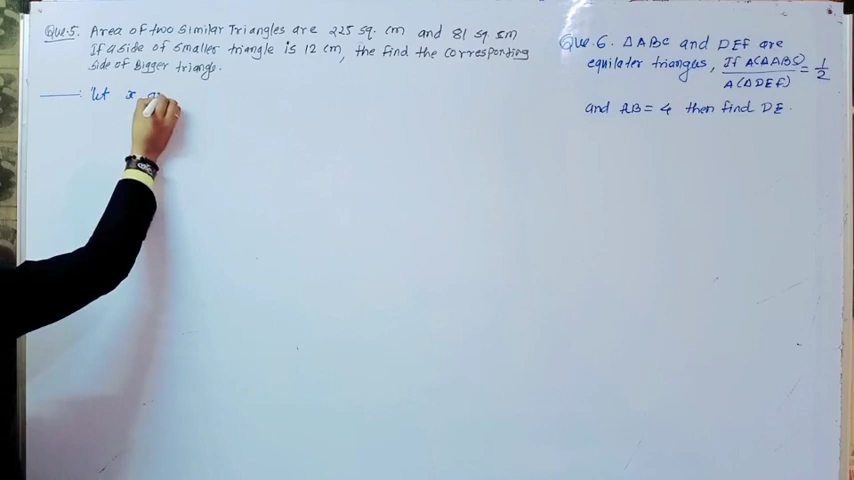 Que.5. Area of two similar Triangles are 225 sq. cm and 81 sq. cm
If a side of smaller triangle is 12 cm, the find the corresponding
side of bigger triangle.
: let x
Que.6. ΔABC and DEF are
equilater triangles, If A(ΔABC)/A(ΔDEF) = 1/2
and AB = 4 then find DE.